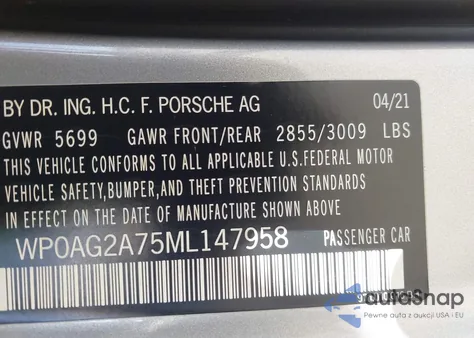 BY DR. ING. H.C. F. PORSCHE AG 04/21
GVWR 5699 GAWR FRONT/REAR 2855/3009 LBS
THIS VEHICLE CONFORMS TO ALL APPLICABLE U.S.FEDERAL MOTOR
VEHICLE SAFETY,BUMPER,AND THEFT PREVENTION STANDARDS
IN EFFECT ON THE DATE OF MANUFACTURE SHOWN ABOVE
WP0AG2A75ML147958 PASSENGER CAR
autaSnap
Pewne auta z aukcji USA i EU